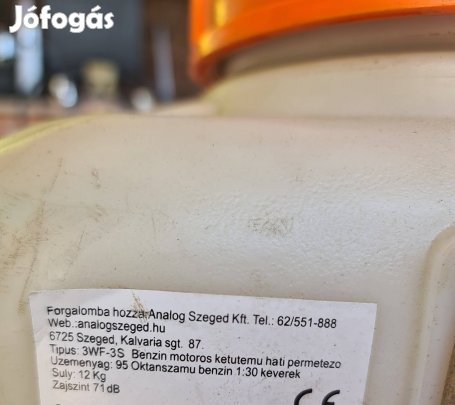 Jófogás
Forgalomba hozza:Analog Szeged Kft. Tel.: 62/551-888
Web.:analogszeged.hu
6725 Szeged, Kalvaria sgt. 87.
Tipus: 3WF-3S Benzin motoros ketutemu hati permetezo
Uzemenyag: 95 Oktanszamu benzin 1:30 keverek
Suly: 12 Kg
Zajszint 71 dB
CE